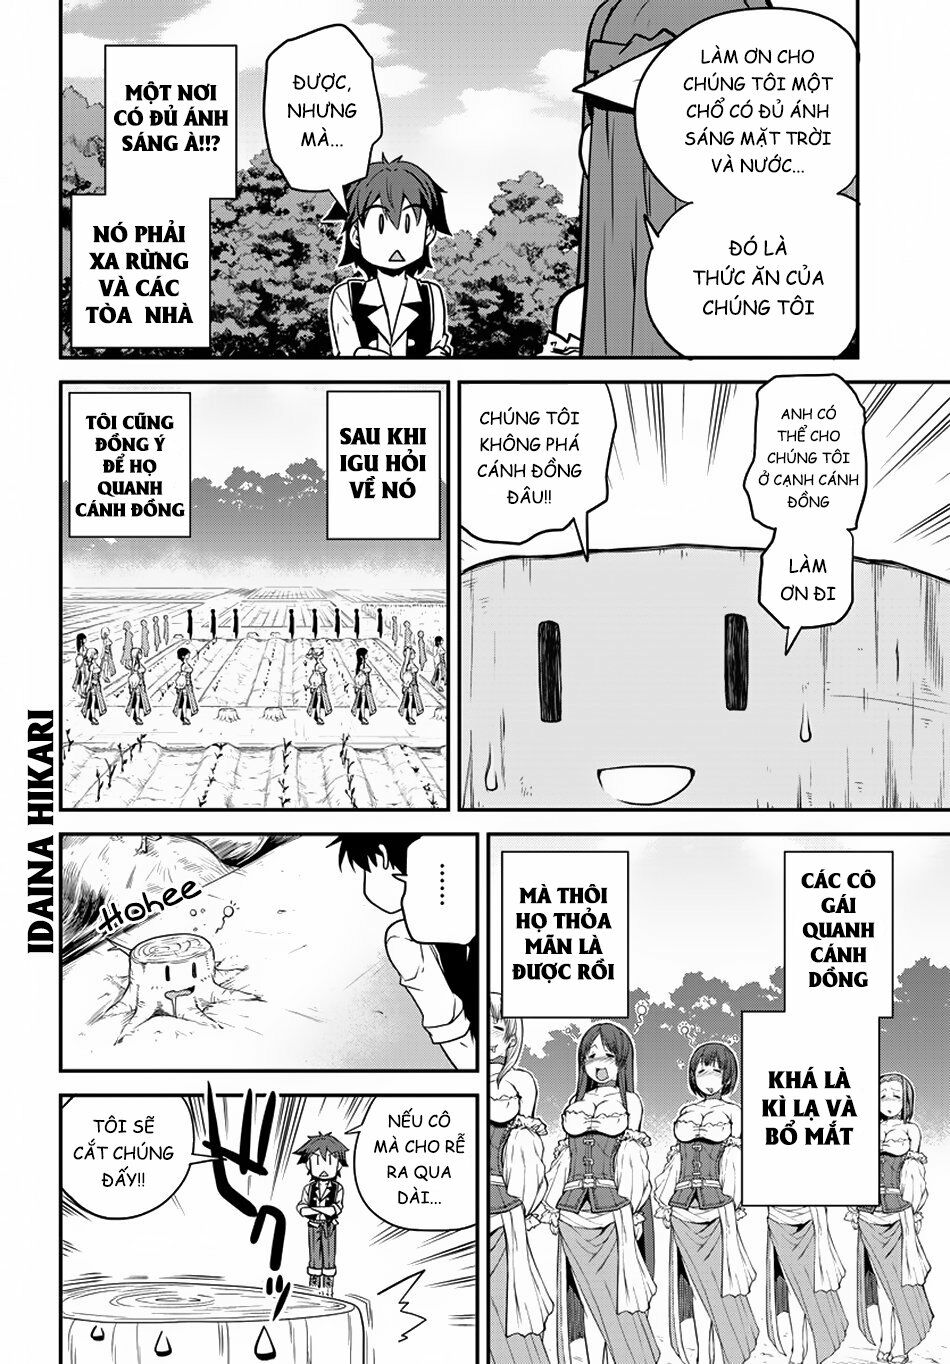 LÀM ƠN CHO
CHÚNG TÔI MỘT
CHỔ CÓ ĐỦ ÁNH
SÁNG MẶT TRỜI
VÀ NƯỚC...
ĐÓ LÀ
THỨC ĂN CỦA
CHÚNG TÔI
ĐƯỢC,
NHƯNG
MÀ...
MỘT NƠI
CÓ ĐỦ ÁNH
SÁNG À!!!?
NÓ PHẢI
XA RỪNG
VÀ CÁC
TÒA NHÀ
ANH CÓ
THỂ CHO
CHÚNG TÔI
Ở CẠNH CÁNH
ĐỒNG
LÀM
ƠN ĐI
CHÚNG TÔI
KHÔNG PHÁ
CÁNH ĐỒNG
ĐÂU!!
SAU KHI
IGU HỎI
VỀ NÓ
TÔI CŨNG
ĐỒNG Ý
ĐỂ HỌ
QUANH
CÁNH ĐỒNG
CÁC CÔ
GÁI
QUANH
CÁNH
DỒNG
KHÁ LÀ
KÌ LẠ VÀ
BỔ MẮT
MÀ THÔI
HỌ THỎA
MÃN LÀ
ĐƯỢC RỒI
......
Hohee
NẾU CÔ
MÀ CHO RỄ
RA QUA
DÀI...
TÔI SẼ
CẮT CHÚNG
ĐẤY!!
IDAINA HIKARI